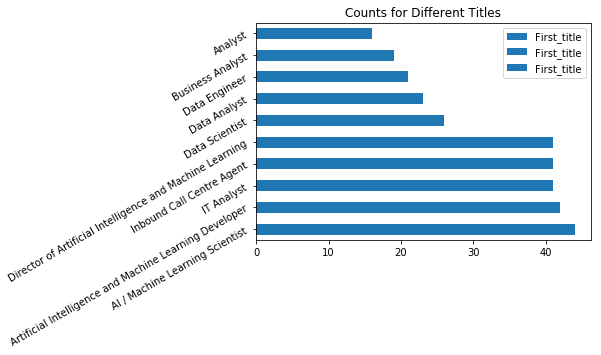 Counts for Different Titles
First_title
First_title
First_title
Analyst
Business Analyst
Data Engineer
Data Analyst
Data Scientist
Director of Artificial Intelligence and Machine Learning
Inbound Call Centre Agent
IT Analyst
Artificial Intelligence and Machine Learning Developer
AI / Machine Learning Scientist
0 10 20 30 40